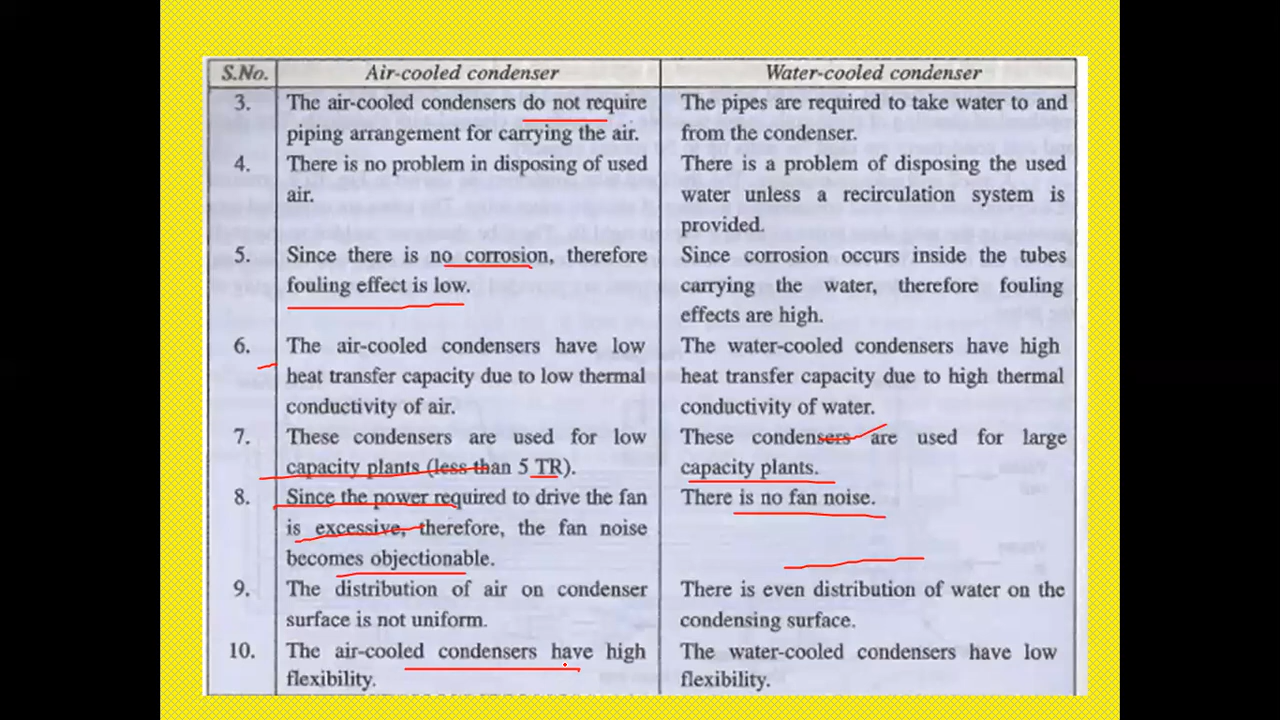 S.No. Air-cooled condenser Water-cooled condenser
3. The air-cooled condensers do not require The pipes are required to take water to and
piping arrangement for carrying the air. from the condenser.
4. There is no problem in disposing of used There is a problem of disposing the used
air. water unless a recirculation system is
provided.
5. Since there is no corrosion, therefore Since corrosion occurs inside the tubes
fouling effect is low. carrying the water, therefore fouling
effects are high.
6. The air-cooled condensers have low The water-cooled condensers have high
heat transfer capacity due to low thermal heat transfer capacity due to high thermal
conductivity of air. conductivity of water.
7. These condensers are used for low These condensers are used for large
capacity plants (less than 5 TR). capacity plants.
8. Since the power required to drive the fan There is no fan noise.
is excessive, therefore, the fan noise
becomes objectionable.
9. The distribution of air on condenser There is even distribution of water on the
surface is not uniform. condensing surface.
10. The air-cooled condensers have high The water-cooled condensers have low
flexibility. flexibility.